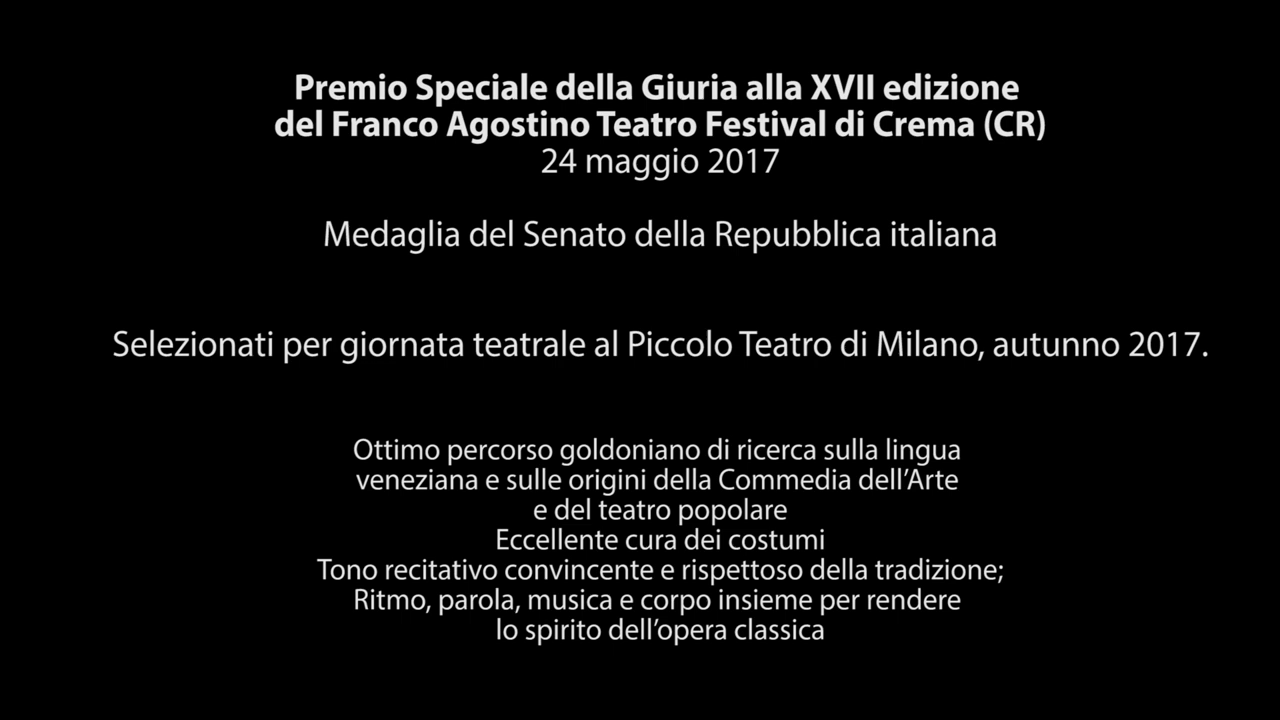 Premio Speciale della Giuria alla XVII edizione
del Franco Agostino Teatro Festival di Crema (CR)
24 maggio 2017
Medaglia del Senato della Repubblica italiana
Selezionati per giornata teatrale al Piccolo Teatro di Milano, autunno 2017.
Ottimo percorso goldoniano di ricerca sulla lingua
veneziana e sulle origini della Commedia dell’Arte
e del teatro popolare
Eccellente cura dei costumi
Tono recitativo convincente e rispettoso della tradizione;
Ritmo, parola, musica e corpo insieme per rendere
lo spirito dell’opera classica